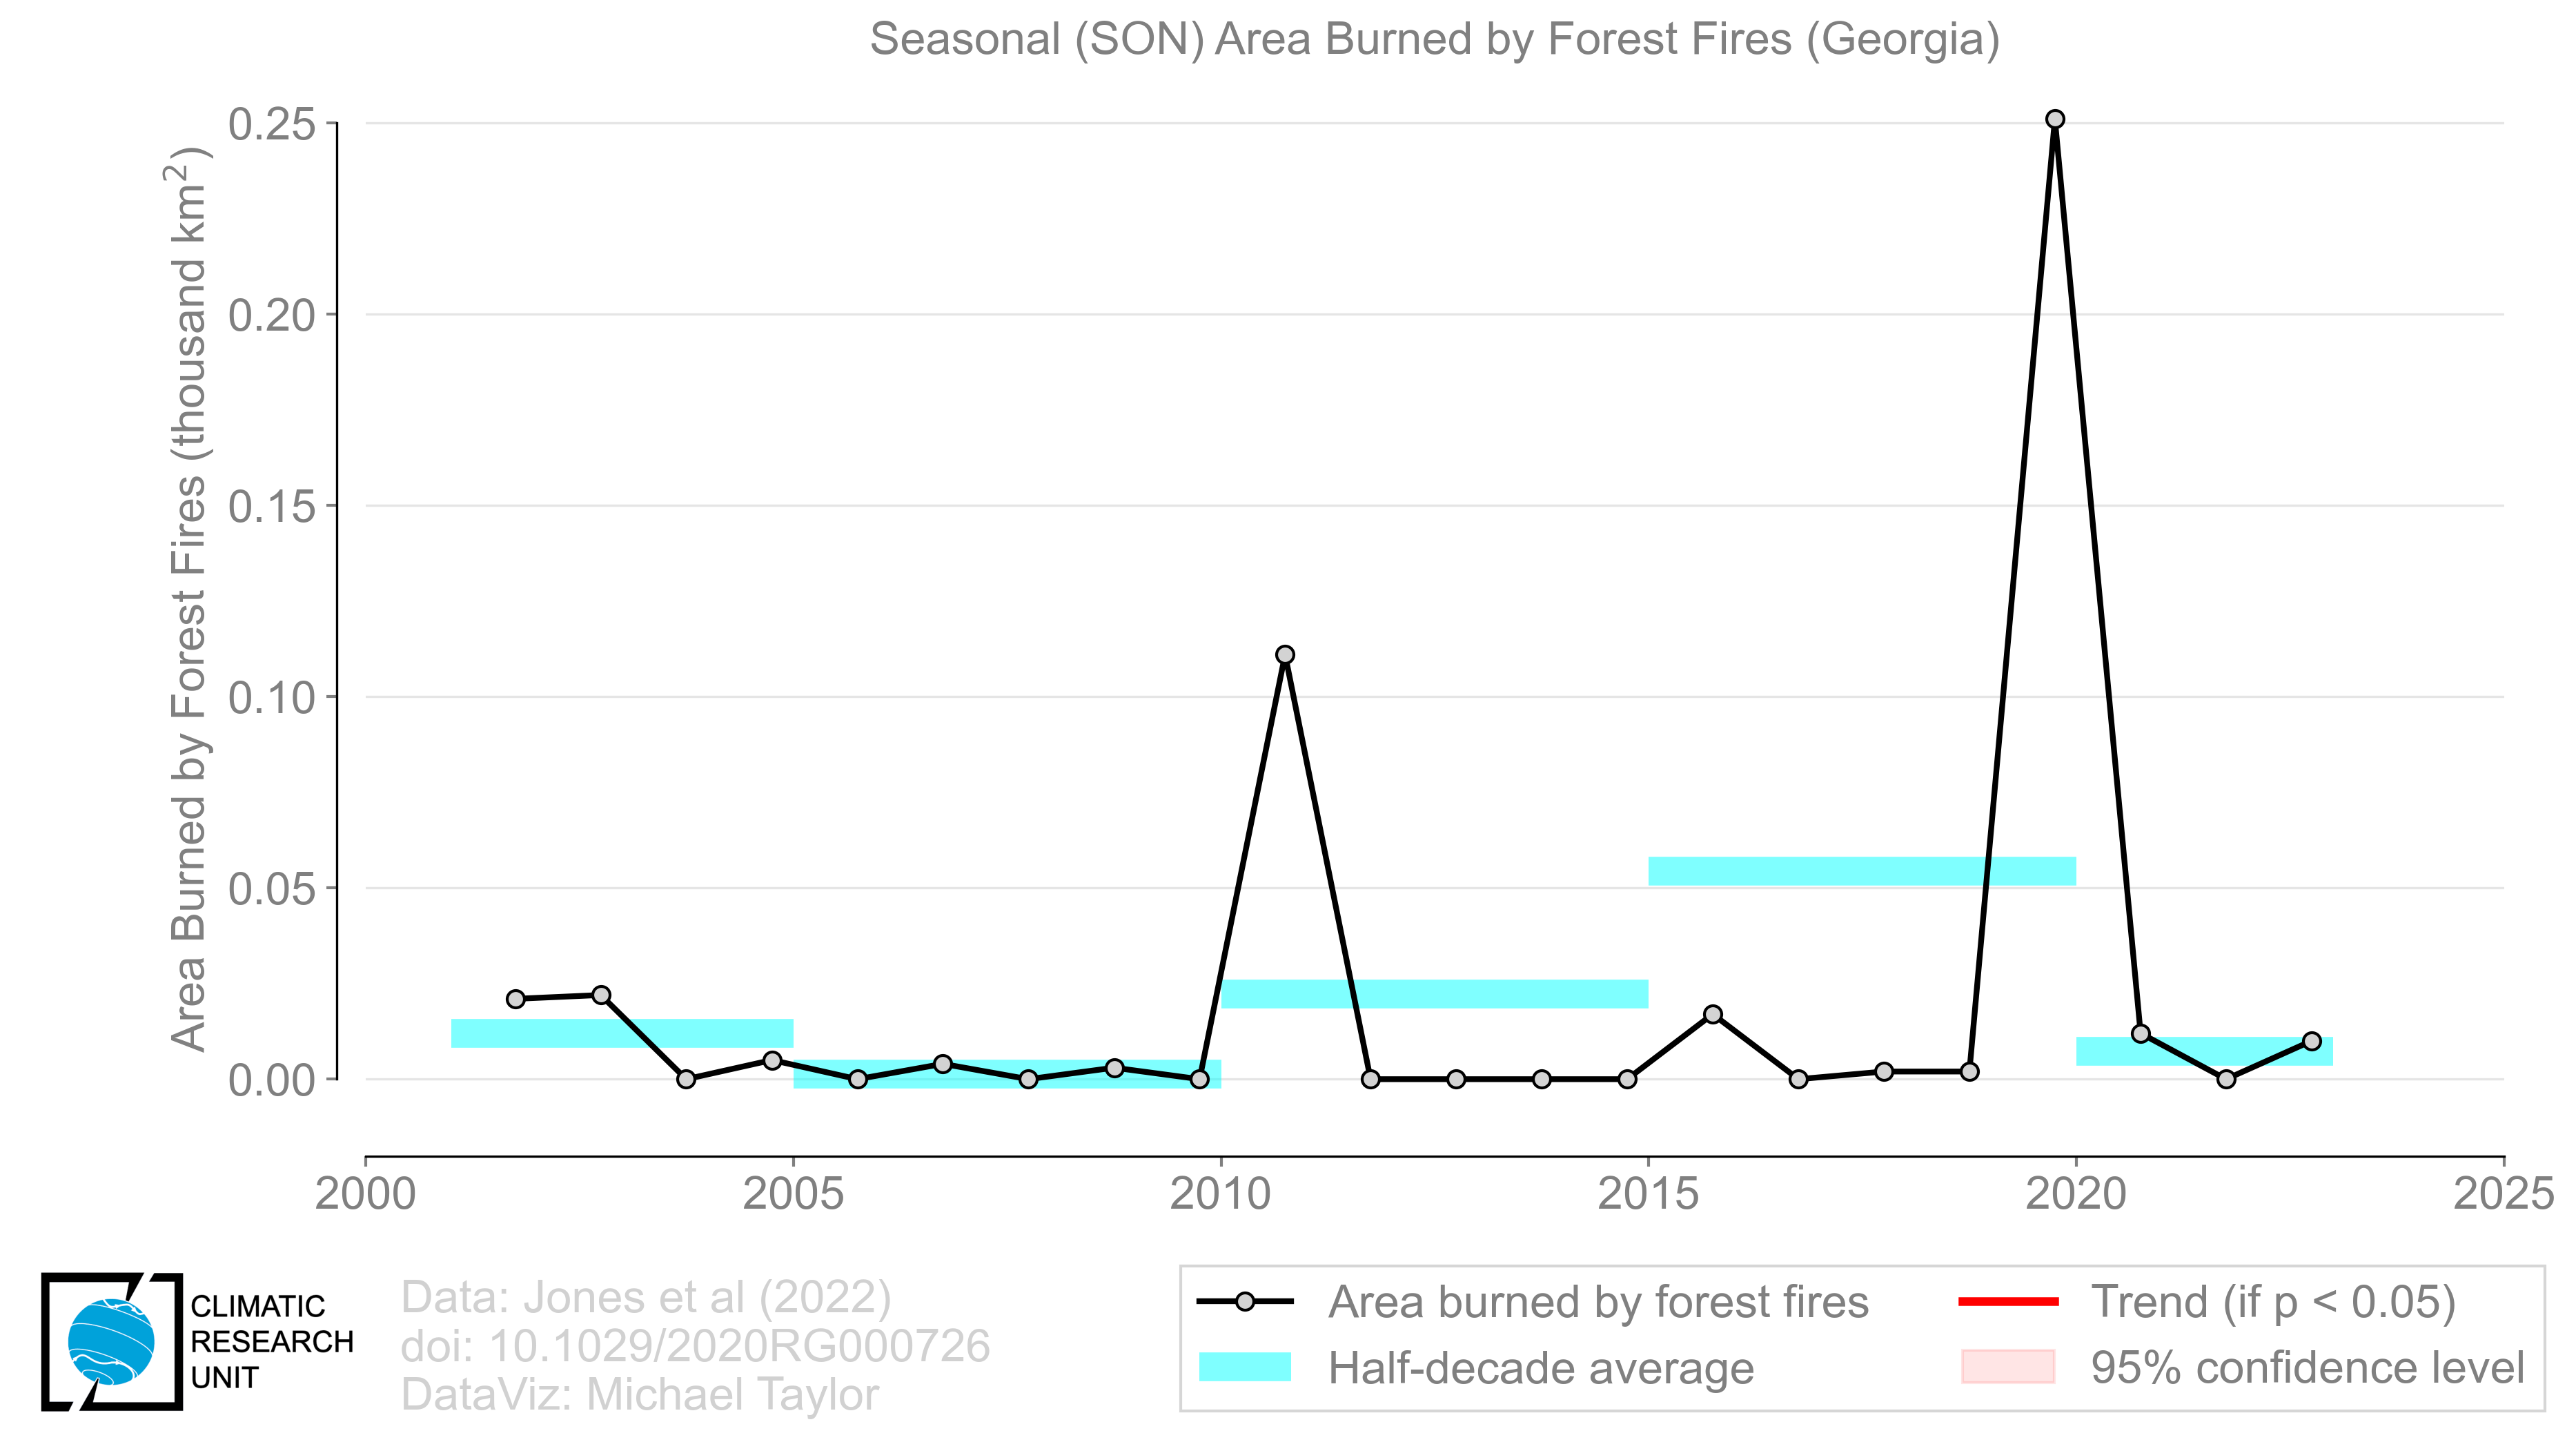 Seasonal (SON) Area Burned by Forest Fires (Georgia)
Area Burned by Forest Fires (thousand km²)
0.25
0.20
0.15
0.10
0.05
0.00
2000 2005 2010 2015 2020 2025
CLIMATIC
RESEARCH
UNIT
Data: Jones et al (2022)
doi: 10.1029/2020RG000726
DataViz: Michael Taylor
Area burned by forest fires
Half-decade average
Trend (if p < 0.05)
95% confidence level